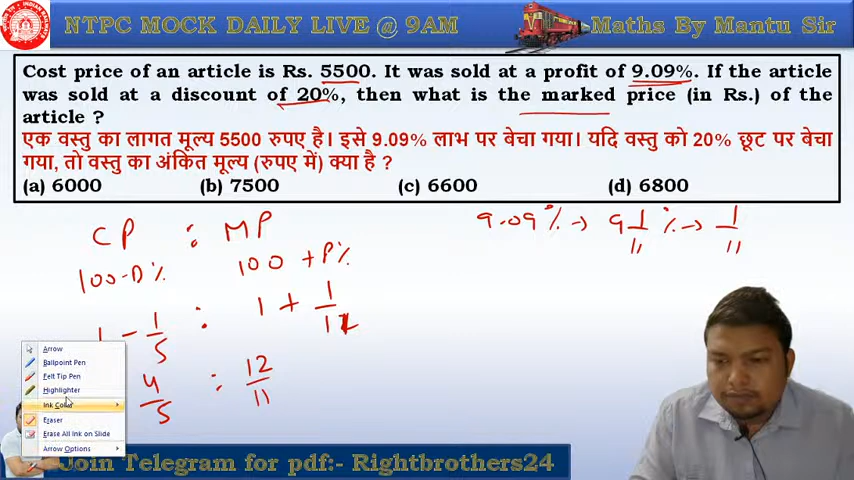 NTPC MOCK DAILY LIVE @ 9AM Maths By Mantu Sir
Cost price of an article is Rs. 5500. It was sold at a profit of 9.09%. If the article
was sold at a discount of 20%, then what is the marked price (in Rs.) of the
article ?
एक वस्तु का लागत मूल्य 5500 रुपए है। इसे 9.09% लाभ पर बेचा गया। यदि वस्तु को 20% छूट पर बेचा
गया, तो वस्तु का अंकित मूल्य (रुपए में) क्या है ?
(a) 6000 (b) 7500 (c) 6600 (d) 6800
CP : MP
9.09% → 9 1/11 % → 1/11
100-D% 100 + P%
1 - 1/5 : 1 + 1/11
4/5 : 12/11
Arrow
Ballpoint Pen
Felt Tip Pen
Highlighter
Ink Color
Eraser
Erase All Ink on Slide
Arrow Options
Join Telegram for pdf:- Rightbrothers24